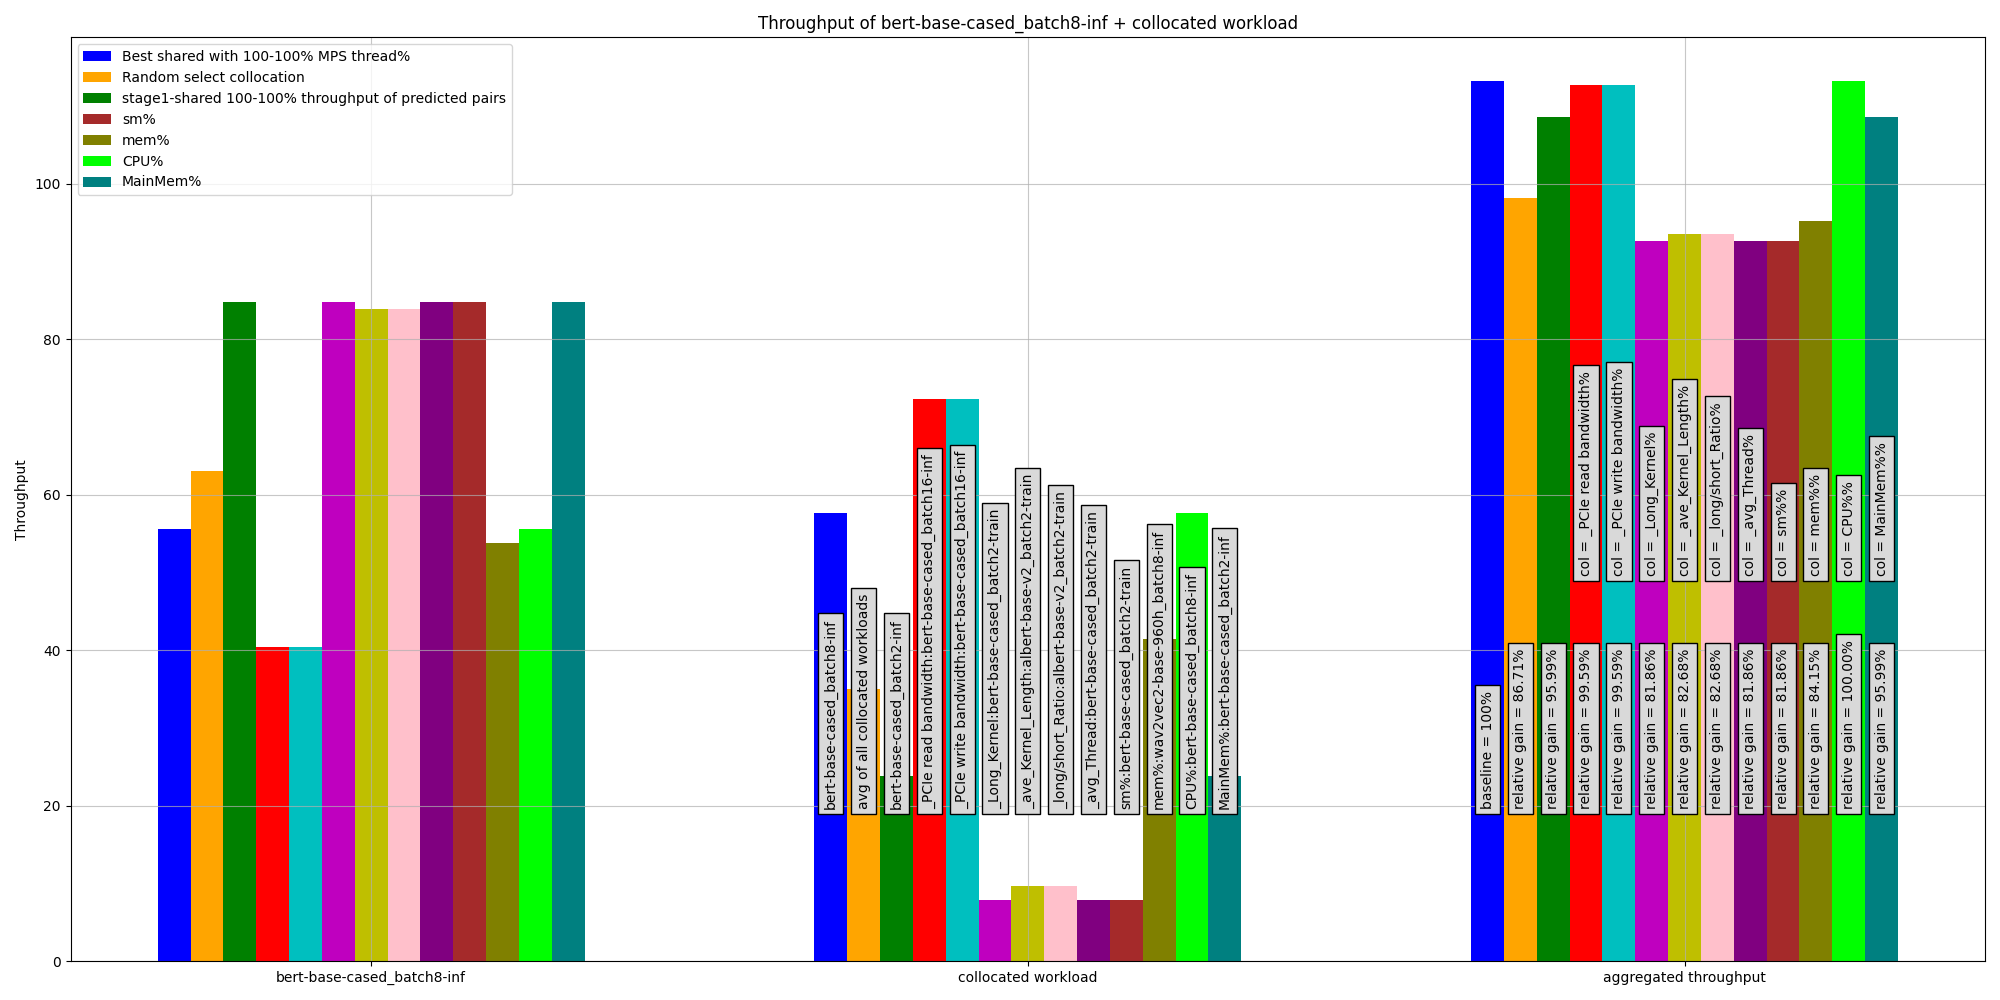 Throughput of bert-base-cased_batch8-inf + collocated workload
Best shared with 100-100% MPS thread%
Random select collocation
stage1-shared 100-100% throughput of predicted pairs
sm%
mem%
CPU%
MainMem%
Throughput
100
80
60
40
20
0
bert-base-cased_batch8-inf
avg of all collocated workloads
bert-base-cased_batch2-inf
_PCIe read bandwidth:bert-base-cased_batch16-inf
_PCIe write bandwidth:bert-base-cased_batch16-inf
_Long_Kernel:bert-base-cased_batch2-train
_ave_Kernel_Length:albert-base-v2_batch2-train
_long/short_Ratio:albert-base-v2_batch2-train
_avg_Thread:bert-base-cased_batch2-train
sm%:bert-base-cased_batch2-train
mem%:wav2vec2-base-960h_batch8-inf
CPU%:bert-base-cased_batch8-inf
MainMem%:bert-base-cased_batch2-inf
col = _PCIe read bandwidth%
col = _PCIe write bandwidth%
col = _Long_Kernel%
col = _ave_Kernel_Length%
col = _long/short_Ratio%
col = _avg_Thread%
col = sm%%
col = mem%%
col = CPU%%
col = MainMem%%
baseline = 100%
relative gain = 86.71%
relative gain = 95.99%
relative gain = 99.59%
relative gain = 99.59%
relative gain = 81.86%
relative gain = 82.68%
relative gain = 82.68%
relative gain = 81.86%
relative gain = 81.86%
relative gain = 84.15%
relative gain = 100.00%
relative gain = 95.99%
bert-base-cased_batch8-inf
collocated workload
aggregated throughput